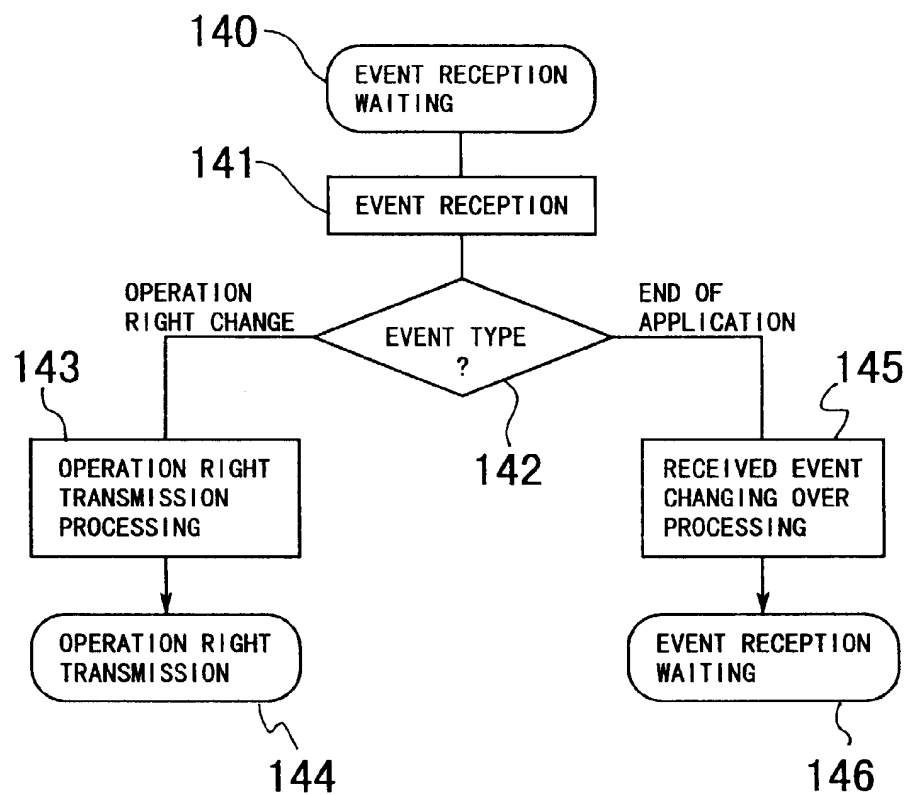 140
EVENT RECEPTION
WAITING
141
EVENT RECEPTION
OPERATION
RIGHT CHANGE
END OF
APPLICATION
EVENT TYPE
?
143
145
142
OPERATION RIGHT
TRANSMISSION
PROCESSING
RECEIVED EVENT
CHANGING OVER
PROCESSING
OPERATION RIGHT
TRANSMISSION
EVENT RECEPTION
WAITING
144
146